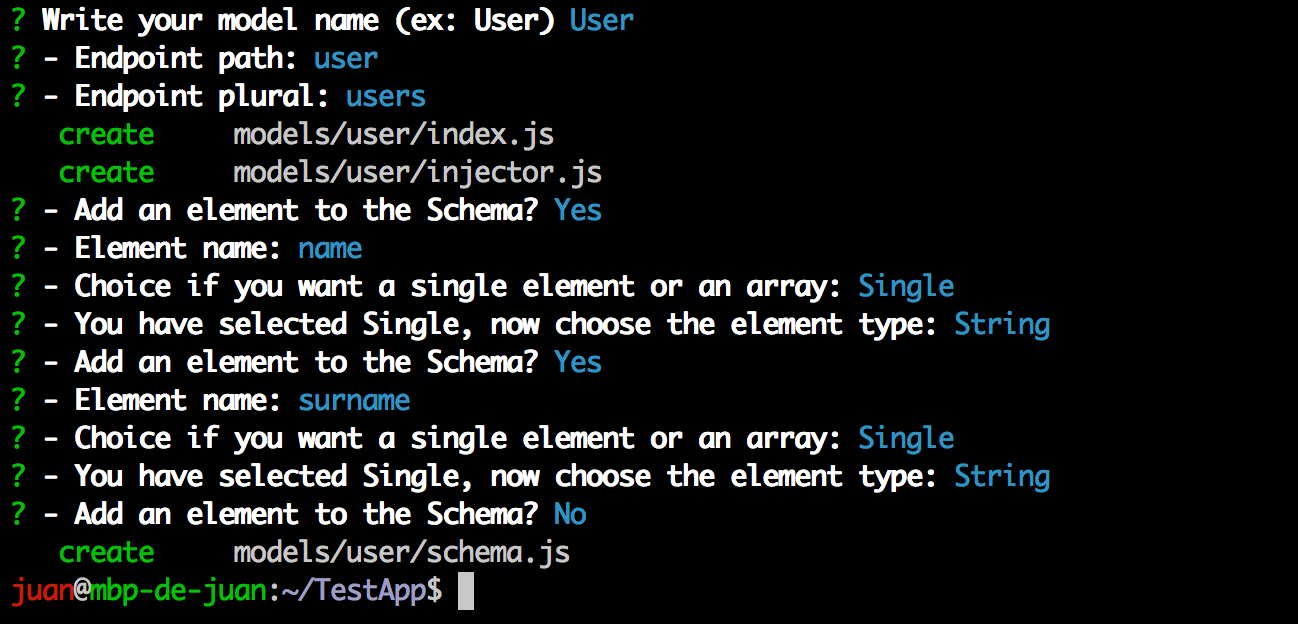 ? Write your model name (ex: User) User
? - Endpoint path: user
? - Endpoint plural: users
create models/user/index.js
create models/user/injector.js
? - Add an element to the Schema? Yes
? - Element name: name
? - Choice if you want a single element or an array: Single
? - You have selected Single, now choose the element type: String
? - Add an element to the Schema? Yes
? - Element name: surname
? - Choice if you want a single element or an array: Single
? - You have selected Single, now choose the element type: String
? - Add an element to the Schema? No
create models/user/schema.js
juan@mbp-de-juan:~/TestApp$